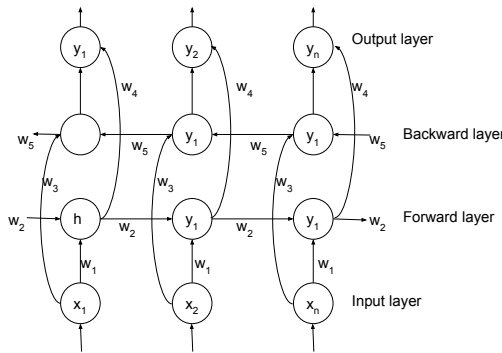 y1 y2 yn Output layer
w4 w4 w4
y1 y1 Backward layer
w5 w5 w5 w5
w3 w3 w3
h y1 y1 Forward layer
w2 w2 w2 w2
w1 w1 w1
x1 x2 xn Input layer